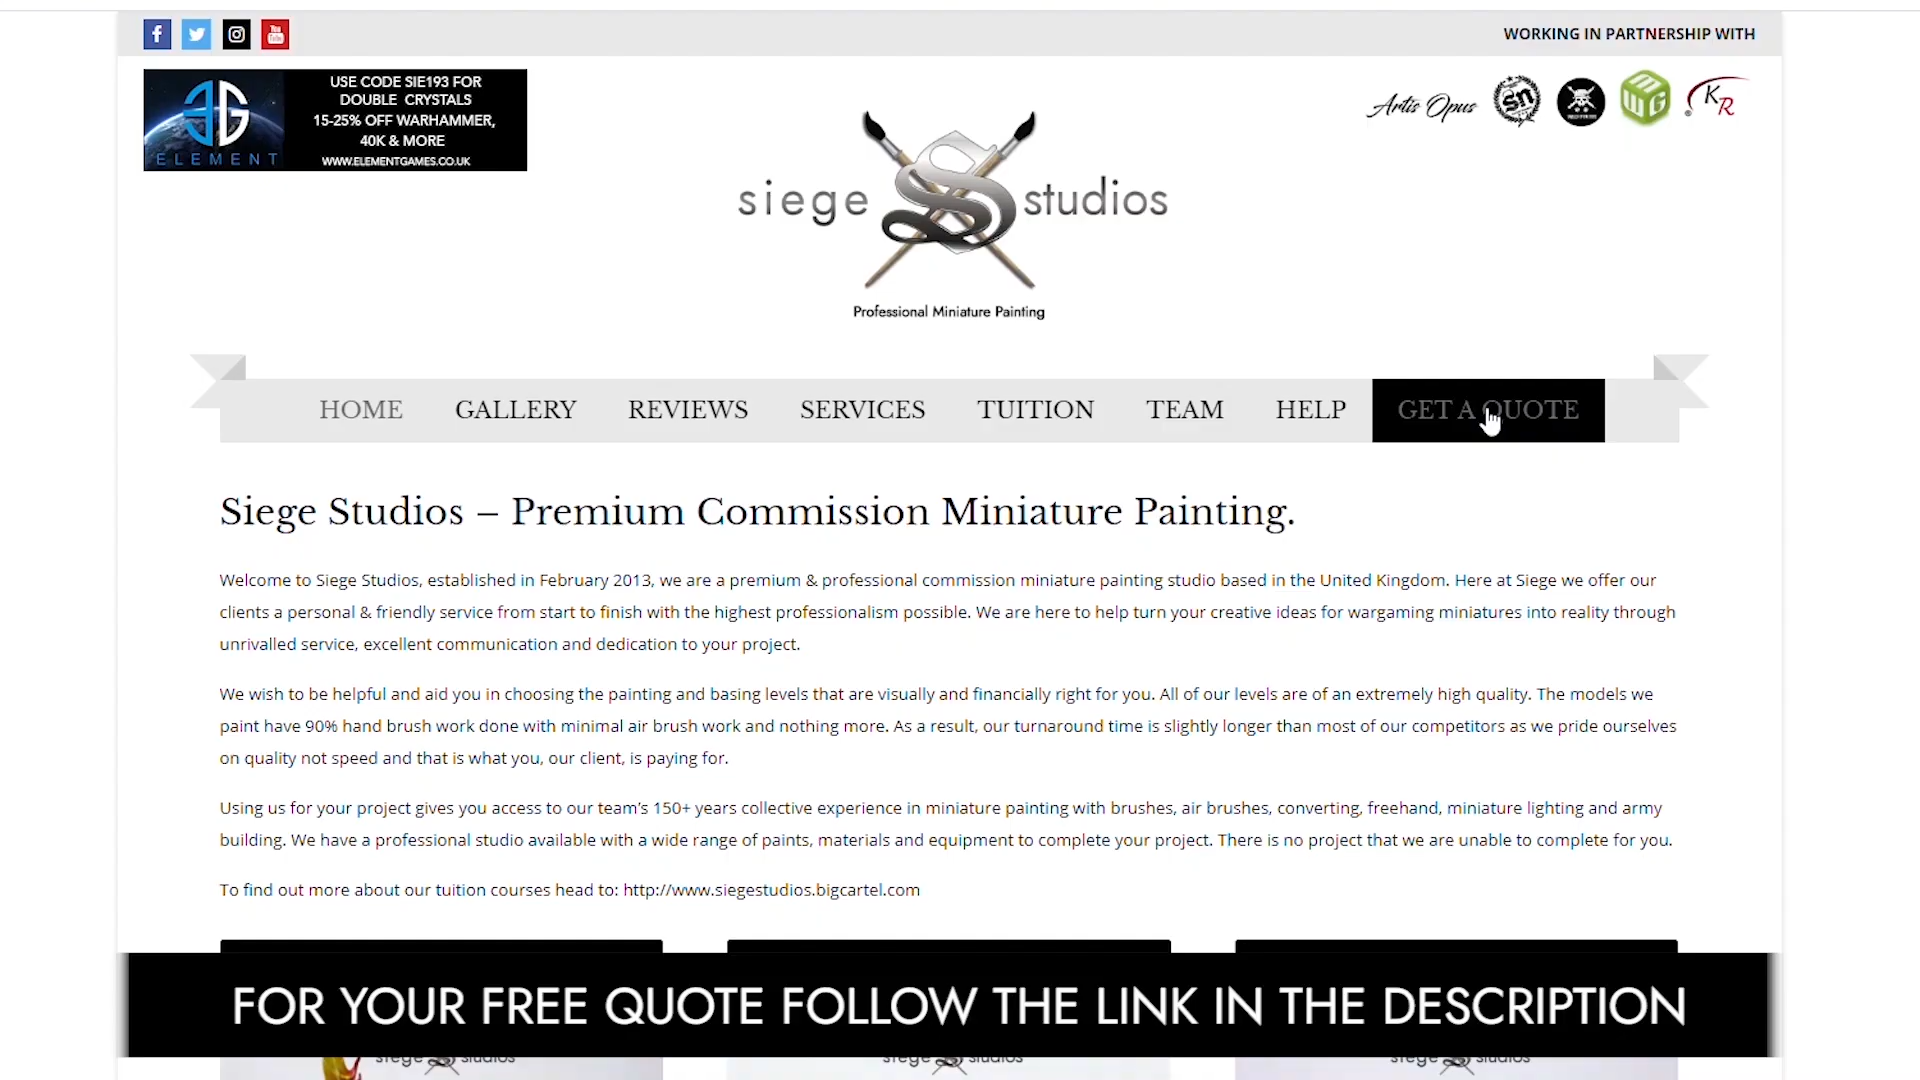 WORKING IN PARTNERSHIP WITH
USE CODE SIE193 FOR
DOUBLE CRYSTALS
15-25% OFF WARHAMMER,
40K & MORE
WWW.ELEMENTGAMES.CO.UK
ELEMENT
Artis Opus
sn
MWG
KR
siege S studios
Professional Miniature Painting
HOME GALLERY REVIEWS SERVICES TUITION TEAM HELP GET A QUOTE
Siege Studios – Premium Commission Miniature Painting.
Welcome to Siege Studios, established in February 2013, we are a premium & professional commission miniature painting studio based in the United Kingdom. Here at Siege we offer our
clients a personal & friendly service from start to finish with the highest professionalism possible. We are here to help turn your creative ideas for wargaming miniatures into reality through
unrivalled service, excellent communication and dedication to your project.
We wish to be helpful and aid you in choosing the painting and basing levels that are visually and financially right for you. All of our levels are of an extremely high quality. The models we
paint have 90% hand brush work done with minimal air brush work and nothing more. As a result, our turnaround time is slightly longer than most of our competitors as we pride ourselves
on quality not speed and that is what you, our client, is paying for.
Using us for your project gives you access to our team’s 150+ years collective experience in miniature painting with brushes, air brushes, converting, freehand, miniature lighting and army
building. We have a professional studio available with a wide range of paints, materials and equipment to complete your project. There is no project that we are unable to complete for you.
To find out more about our tuition courses head to: http://www.siegestudios.bigcartel.com
FOR YOUR FREE QUOTE FOLLOW THE LINK IN THE DESCRIPTION
siege studios siege studios siege studios